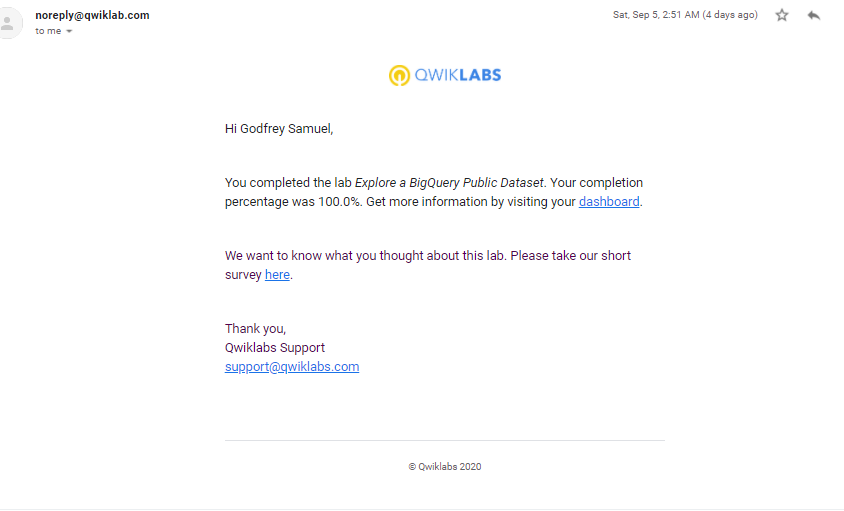 noreply@qwiklab.com
Sat, Sep 5, 2:51 AM (4 days ago)
to me
QWIKLABS
Hi Godfrey Samuel,
You completed the lab Explore a BigQuery Public Dataset. Your completion
percentage was 100.0%. Get more information by visiting your dashboard.
We want to know what you thought about this lab. Please take our short
survey here.
Thank you,
Qwiklabs Support
support@qwiklabs.com
© Qwiklabs 2020